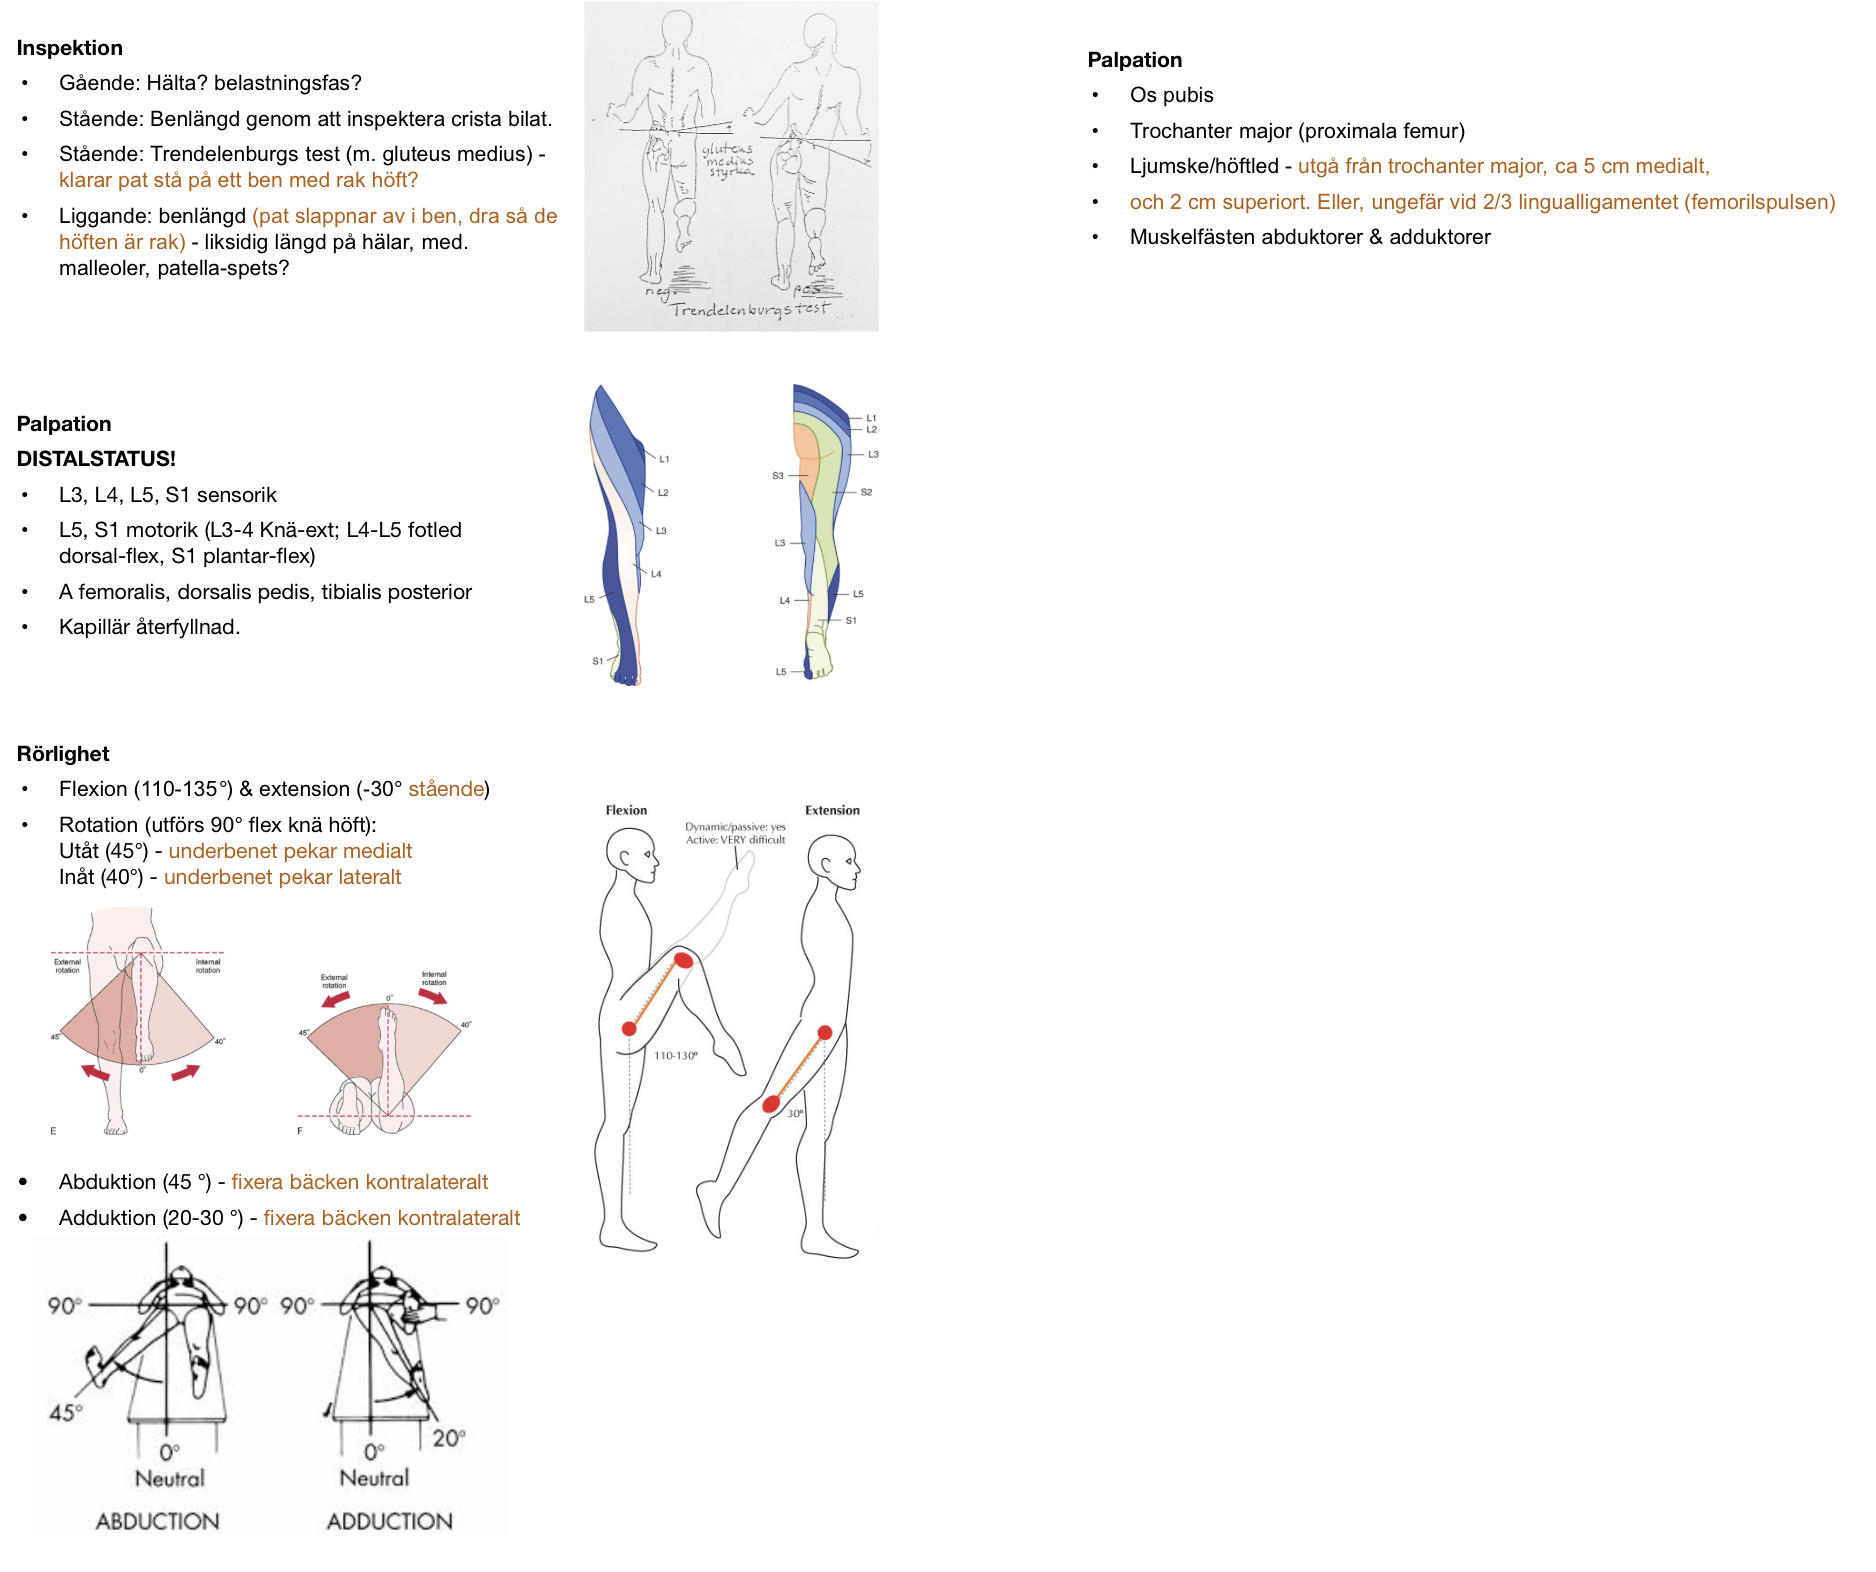 Inspektion
• Gående: Hälta? belastningsfas?
• Stående: Benlängd genom att inspektera crista bilat.
• Stående: Trendelenburgs test (m. gluteus medius) -
klarar pat stå på ett ben med rak höft?
• Liggande: benlängd (pat slappnar av i ben, dra så de
höften är rak) - liksidig längd på hälar, med.
malleoler, patella-spets?
gluteus
medius
styrka
neg.
pos
Trendelenburgs test
Palpation
• Os pubis
• Trochanter major (proximala femur)
• Ljumske/höftled - utgå från trochanter major, ca 5 cm medialt,
• och 2 cm superiort. Eller, ungefär vid 2/3 lingualligamentet (femorilspulsen)
• Muskelfästen abduktorer & adduktorer
Palpation
DISTALSTATUS!
• L3, L4, L5, S1 sensorik
• L5, S1 motorik (L3-4 Knä-ext; L4-L5 fotled
dorsal-flex, S1 plantar-flex)
• A femoralis, dorsalis pedis, tibialis posterior
• Kapillär återfyllnad.
L1
L2
L3
L4
L5
S1
L1
L2
L3
S3
S2
L3
L4
L5
S1
L5
Rörlighet
• Flexion (110-135°) & extension (-30° stående)
• Rotation (utförs 90° flex knä höft):
Utåt (45°) - underbenet pekar medialt
Inåt (40°) - underbenet pekar lateralt
External
rotation
Internal
rotation
45°
40°
0°
E
External
rotation
Internal
rotation
0°
45°
40°
F
Flexion
Extension
Dynamic/passive: yes
Active: VERY difficult
110-130º
30º
• Abduktion (45 °) - fixera bäcken kontralateralt
• Adduktion (20-30 °) - fixera bäcken kontralateralt
90° 90° 90° 90°
45°
20°
0° 0°
Neutral Neutral
ABDUCTION ADDUCTION